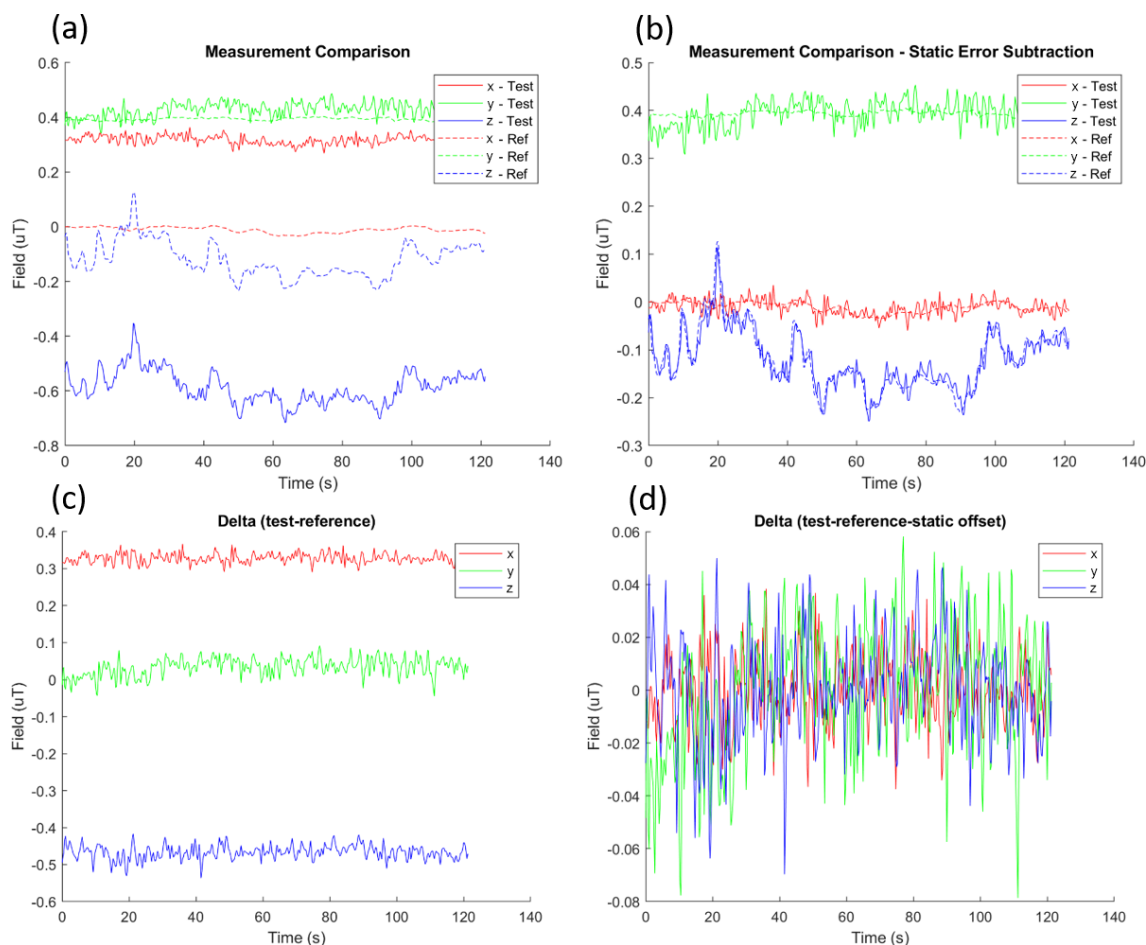 (a)
Measurement Comparison
0.6
0.4
0.2
0
-0.2
-0.4
-0.6
-0.8
Field (uT)
x - Test
y - Test
z - Test
x - Ref
y - Ref
z - Ref
0 20 40 60 80 100 120 140
Time (s)
(b)
Measurement Comparison - Static Error Subtraction
0.5
0.4
0.3
0.2
0.1
0
-0.1
-0.2
-0.3
Field (uT)
x - Test
y - Test
z - Test
x - Ref
y - Ref
z - Ref
0 20 40 60 80 100 120 140
Time (s)
(c)
Delta (test-reference)
0.4
0.3
0.2
0.1
0
-0.1
-0.2
-0.3
-0.4
-0.5
-0.6
Field (uT)
x
y
z
0 20 40 60 80 100 120 140
Time (s)
(d)
Delta (test-reference-static offset)
0.06
0.04
0.02
0
-0.02
-0.04
-0.06
-0.08
Field (uT)
x
y
z
0 20 40 60 80 100 120 140
Time (s)